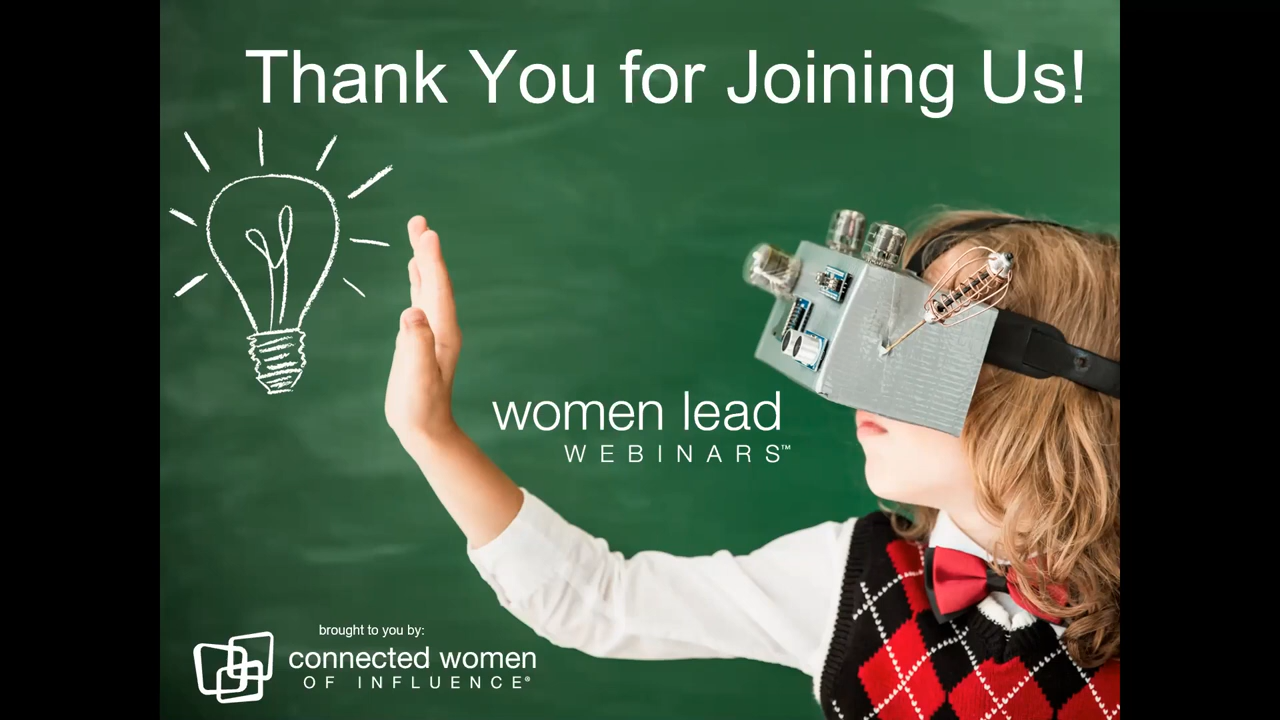 Thank You for Joining Us!
women lead
WEBINARS™
brought to you by:
connected women
OF INFLUENCE®